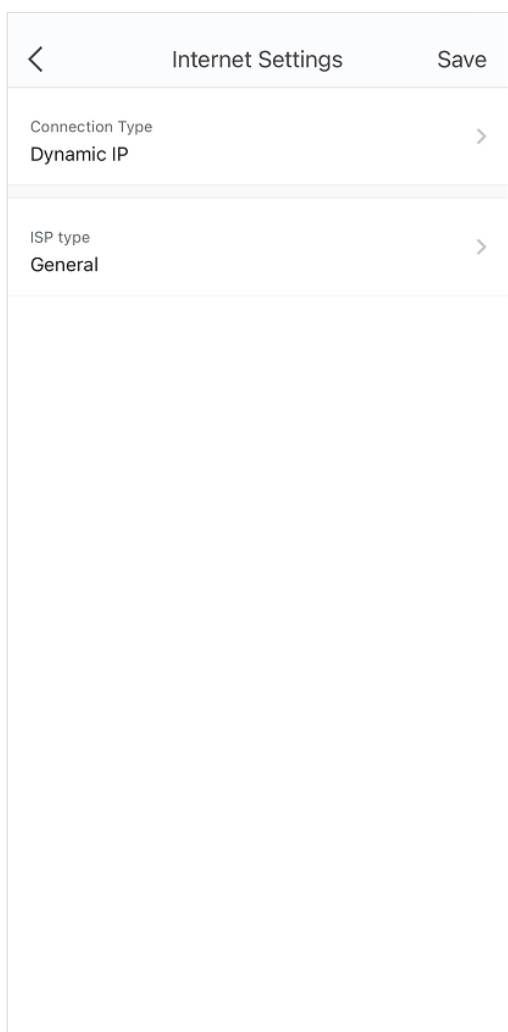 Internet Settings Save
Connection Type
Dynamic IP
ISP type
General